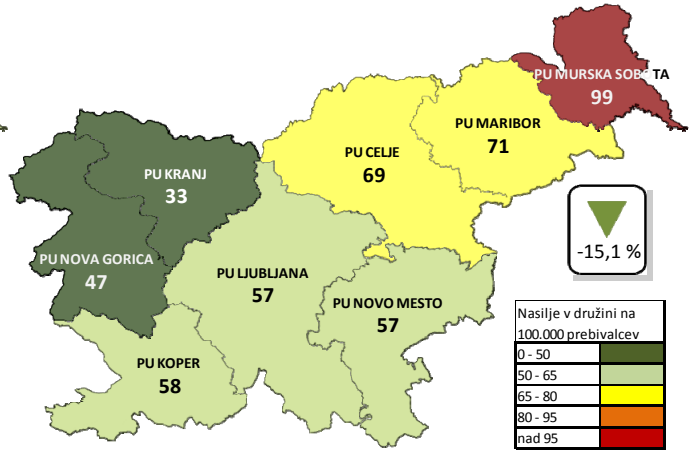 PU MURSKA SOBOTA
99
PU MARIBOR
71
PU CELJE
69
PU KRANJ
33
PU NOVA GORICA
47
PU LJUBLJANA
57
PU NOVO MESTO
57
PU KOPER
58
-15,1 %
Nasilje v družini na
100.000 prebivalcev
0 - 50
50 - 65
65 - 80
80 - 95
nad 95